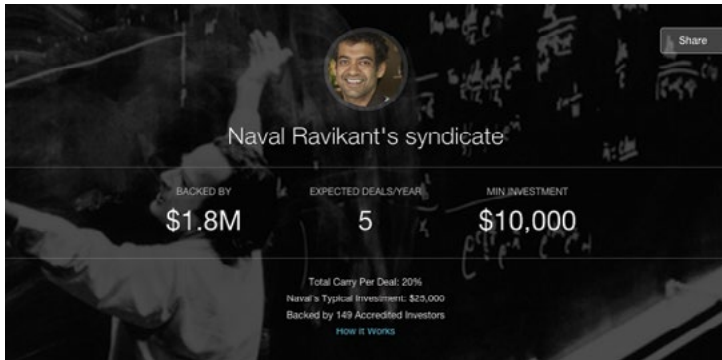 Share
Naval Ravikant's syndicate
BACKED BY EXPECTED DEALS/YEAR MIN INVESTMENT
$1.8M 5 $10,000
Total Carry Per Deal: 20%
Naval's Typical Investment: $25,000
Backed by 149 Accredited Investors
How It Works